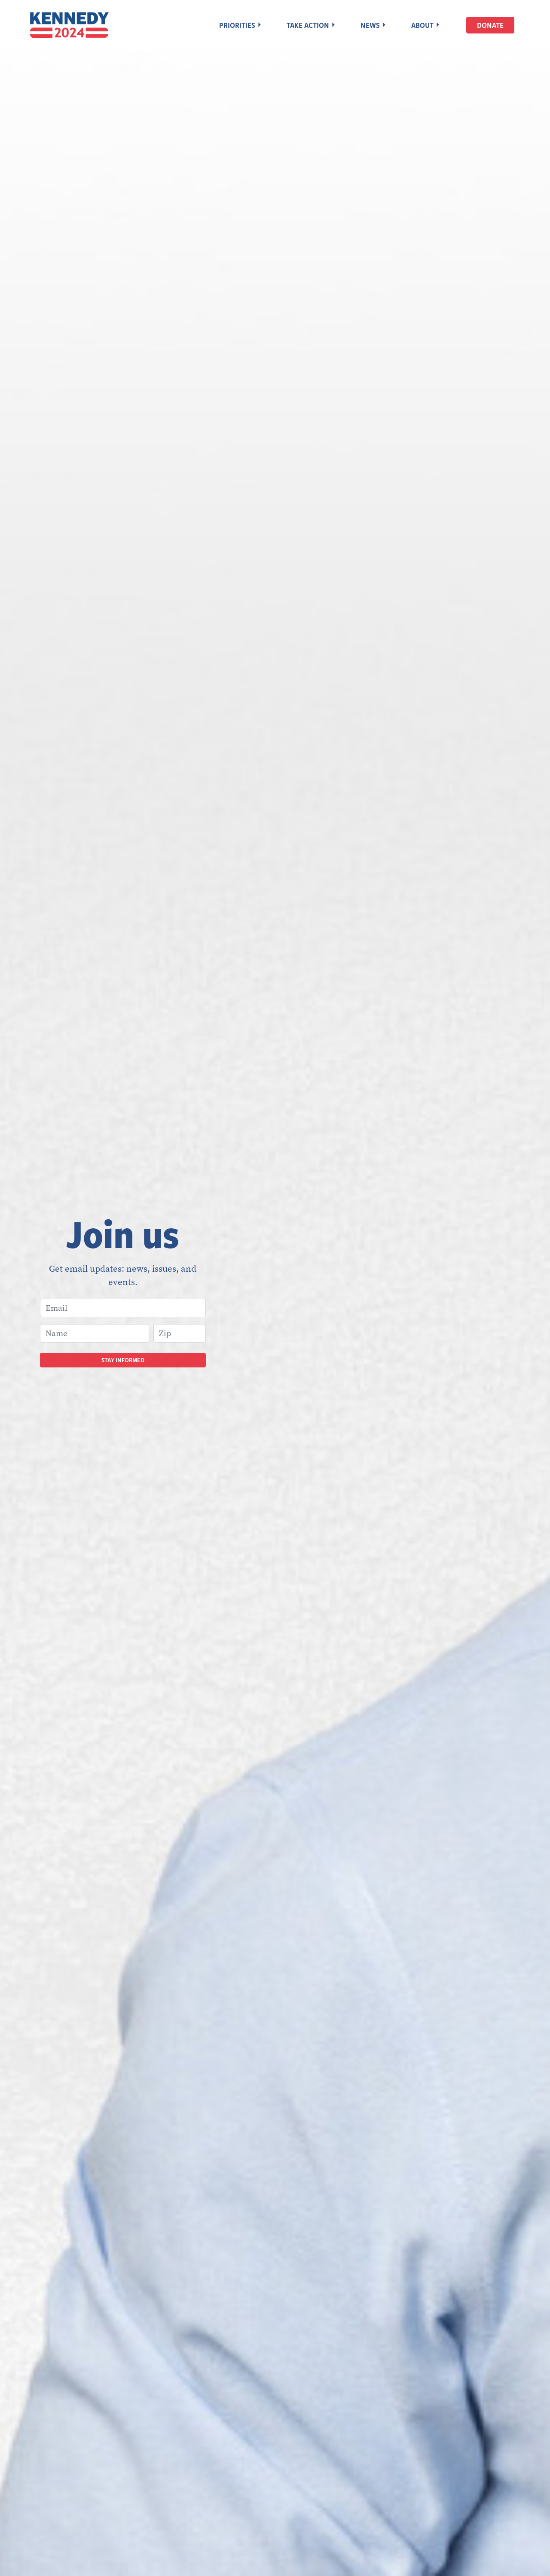 KENNEDY
2024
PRIORITIES
TAKE ACTION
NEWS
ABOUT
DONATE
Join us
Get email updates: news, issues, and
events.
Email
Name Zip
STAY INFORMED